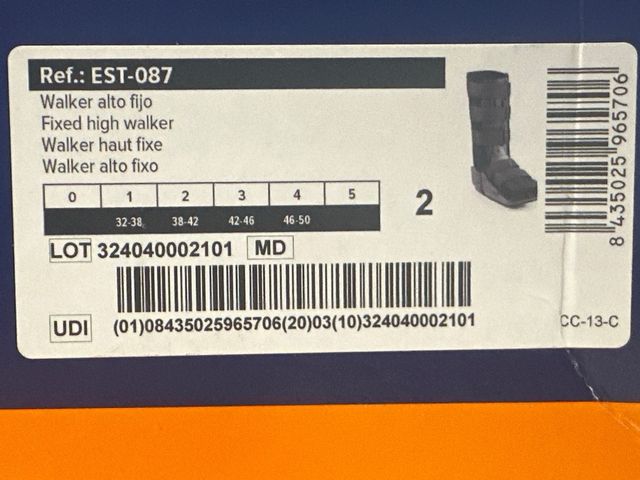 Ref.: EST-087
Walker alto fijo
Fixed high walker
Walker haut fixe
Walker alto fixo
0 1 2 3 4 5
32-38 38-42 42-46 46-50
2
LOT 324040002101 MD
UDI (01)08435025965706(20)03(10)324040002101
8 435025 965706
CC-13-C